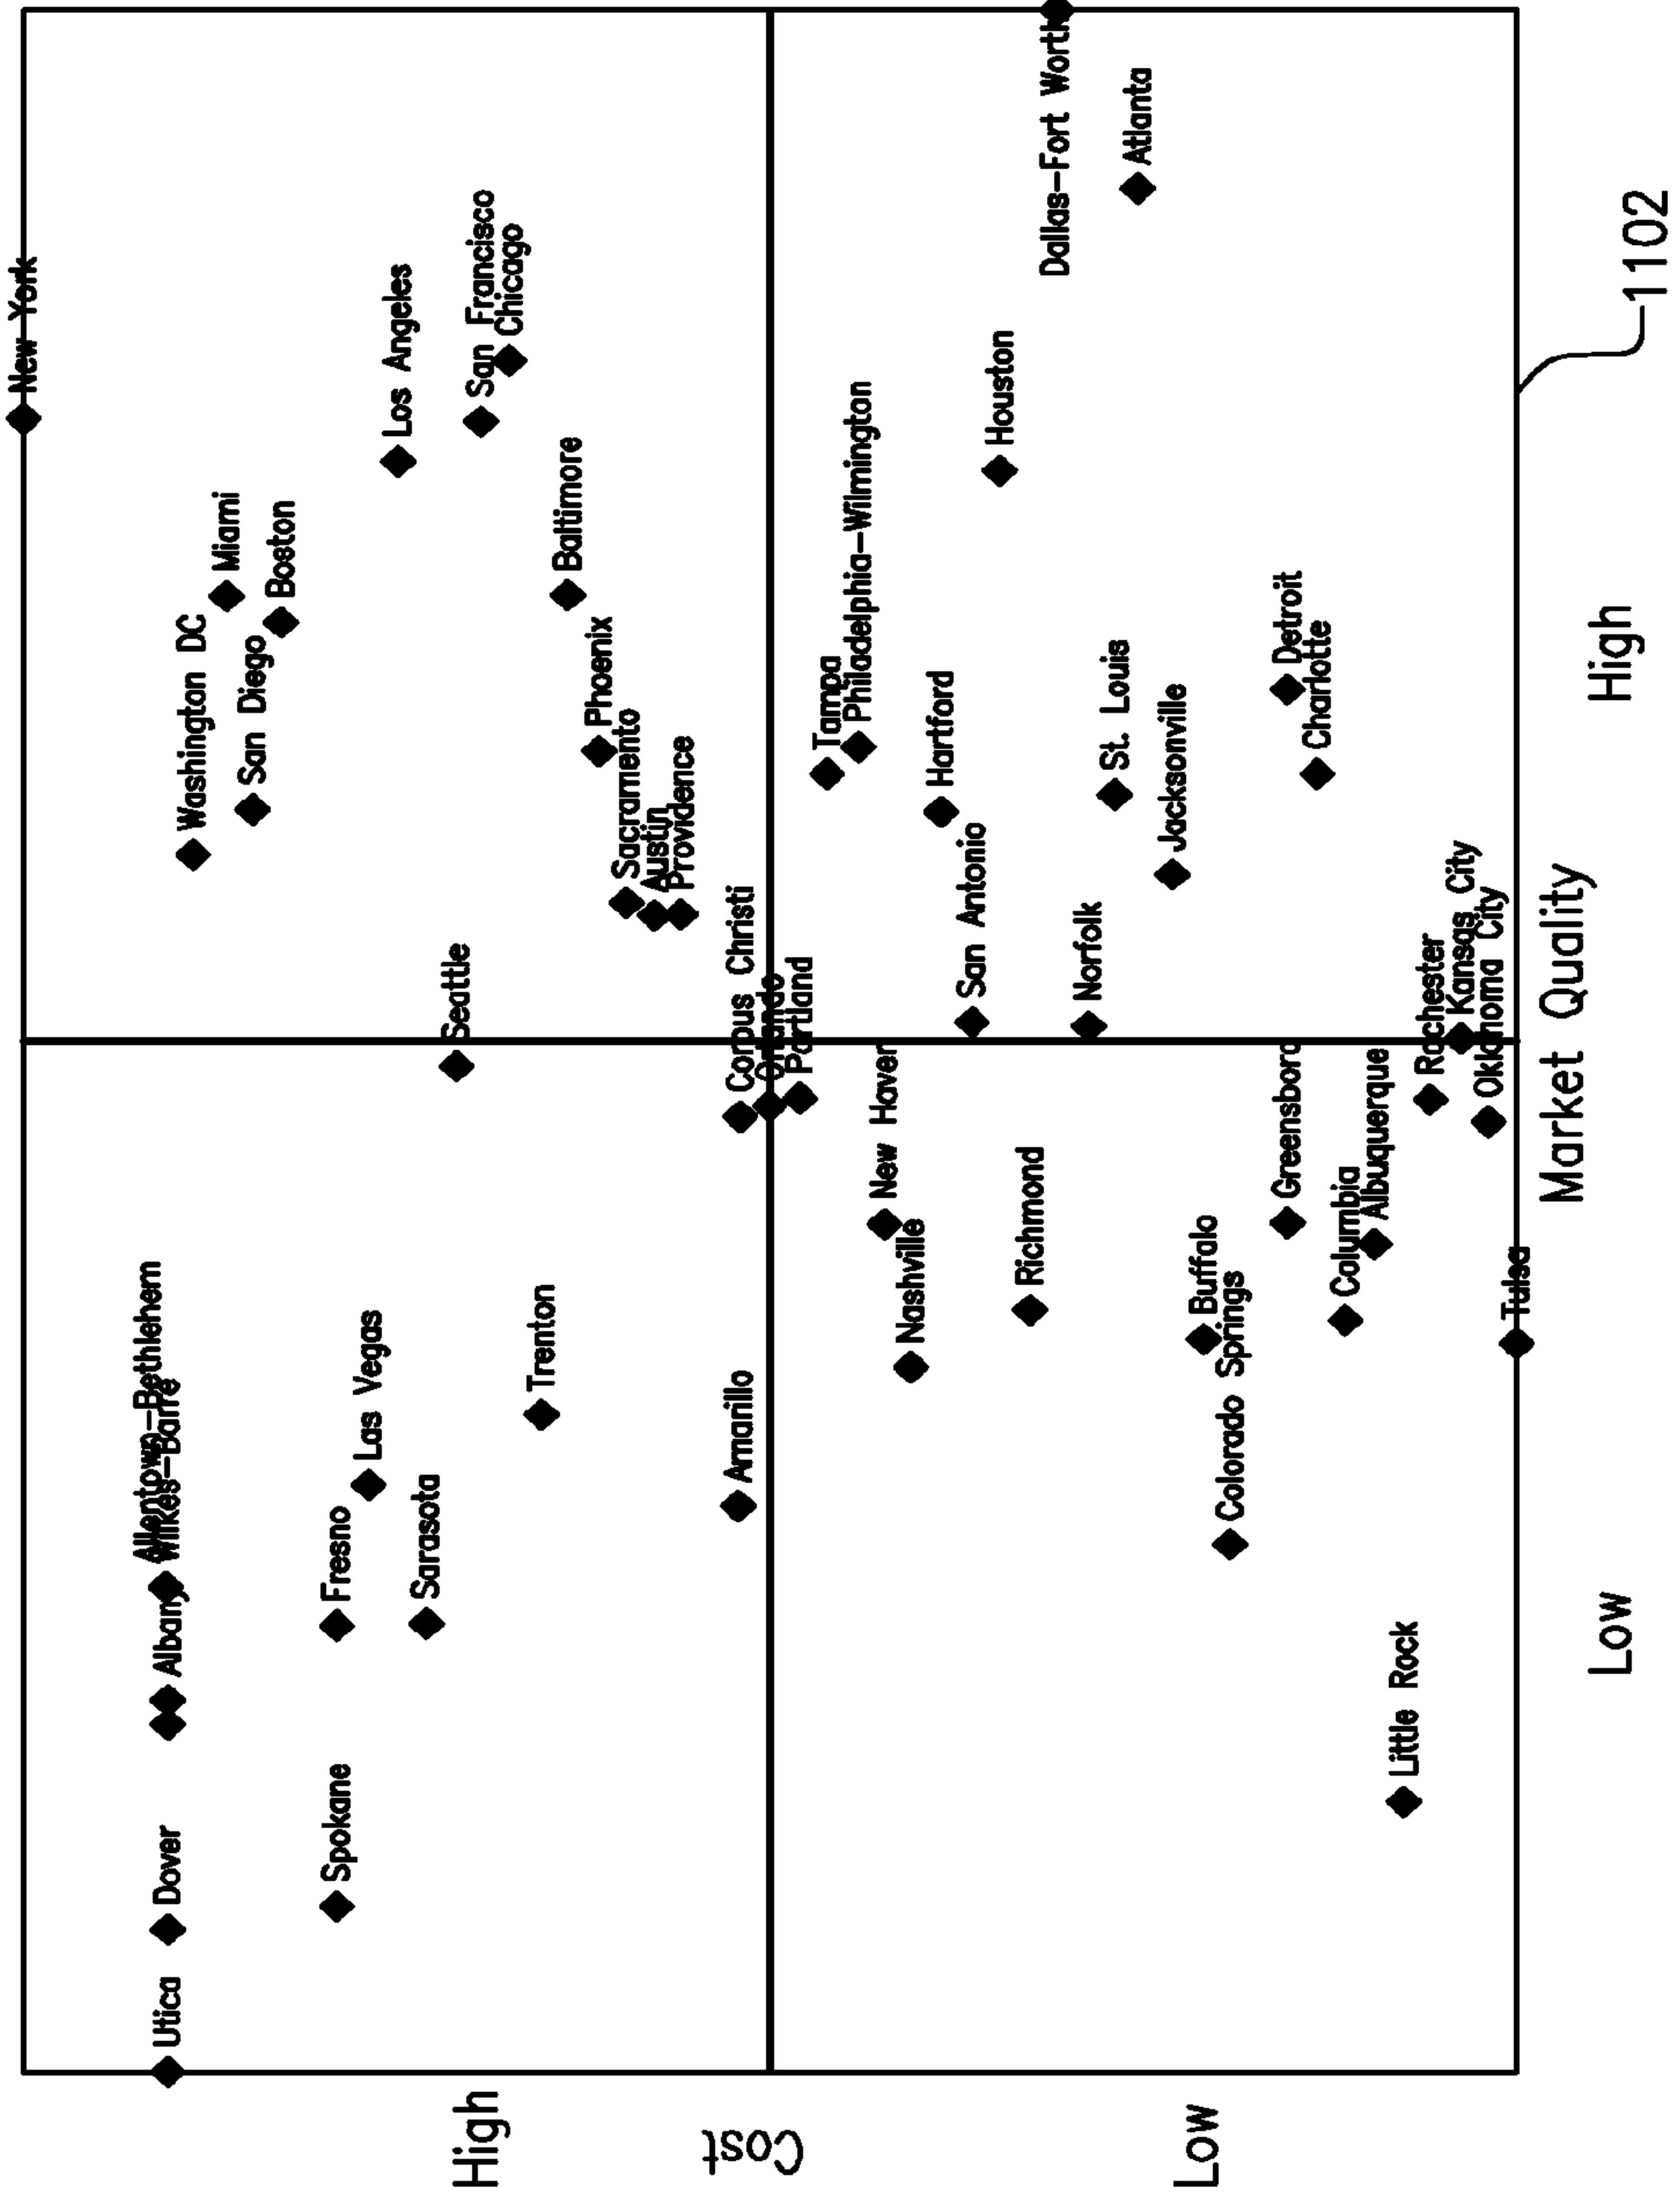 New York
Washington DC
Miami
San Diego
Boston
Los Angeles
San Francisco
Chicago
Baltimore
Phoenix
Sacramento
Austin
Providence
Seattle
Corpus Christi
Orlando
Portland
Allentown-Bethlehem
Wilkes-Barre
Albany
Dover
Utica
Fresno
Spokane
Las Vegas
Sarasota
Trenton
Amarillo
Tampa
Philadelphia-Wilmington
New Haven
Nashville
Hartford
San Antonio
Houston
Richmond
Dallas-Fort Worth
Norfolk
St. Louis
Atlanta
Jacksonville
Buffalo
Colorado Springs
Detroit
Greensboro
Charlotte
Columbia
Albuquerque
Little Rock
Rochester
Kansas City
Oklahoma City
Tulsa
High
Cost
Low
Market Quality
Low
High
1102